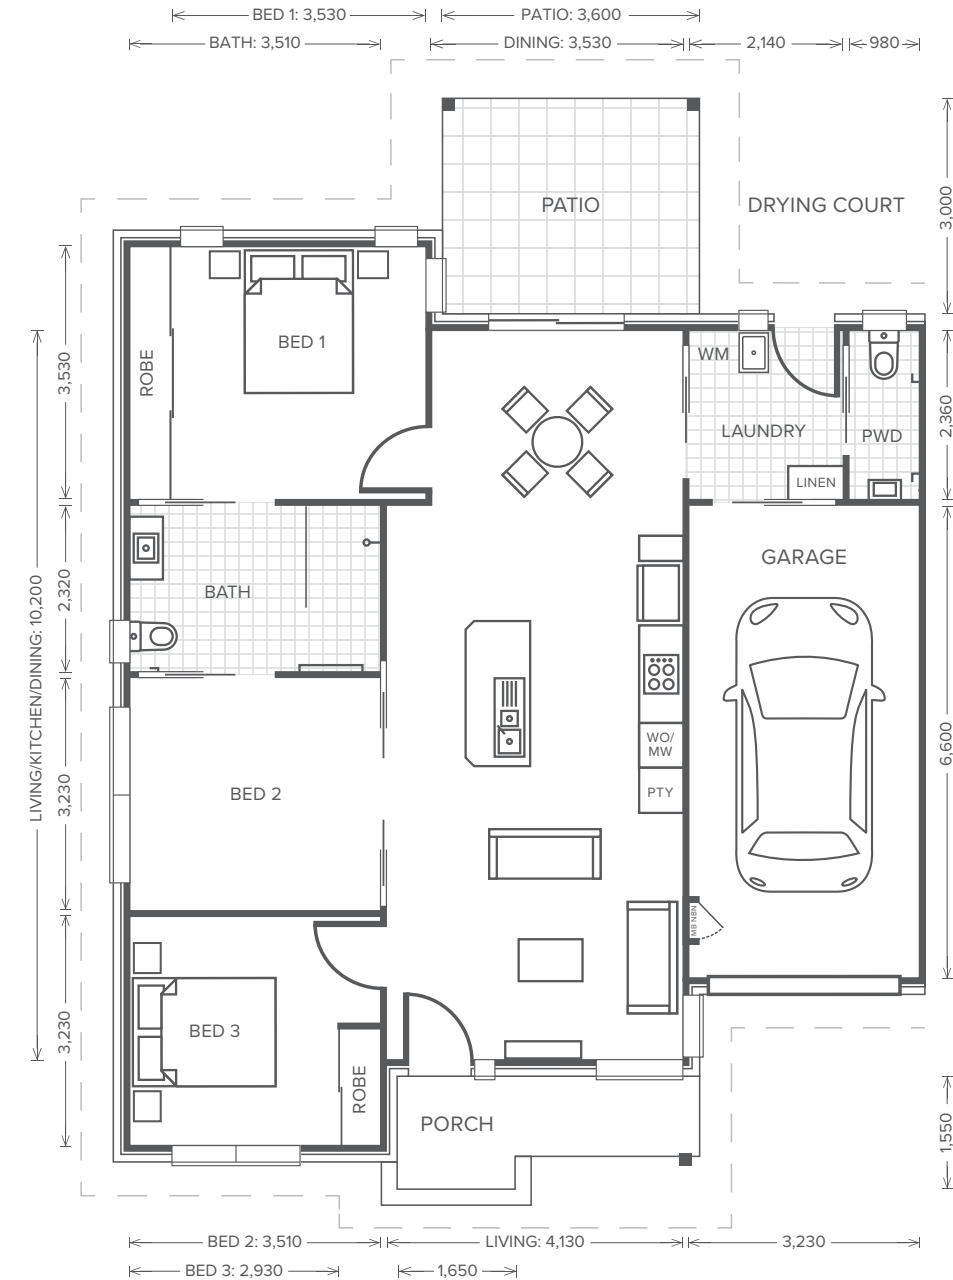 BED 1: 3,530
PATIO: 3,600
BATH: 3,510
DINING: 3,530
2,140
980
PATIO
DRYING COURT
3,000
BED 1
ROBE
3,530
WM
LAUNDRY
PWD
LINEN
2,360
BATH
2,320
GARAGE
LIVING/KITCHEN/DINING: 10,200
WO/
MW
PTY
BED 2
3,230
6,600
MB NBN
BED 3
ROBE
3,230
PORCH
1,550
BED 2: 3,510
LIVING: 4,130
3,230
BED 3: 2,930
1,650